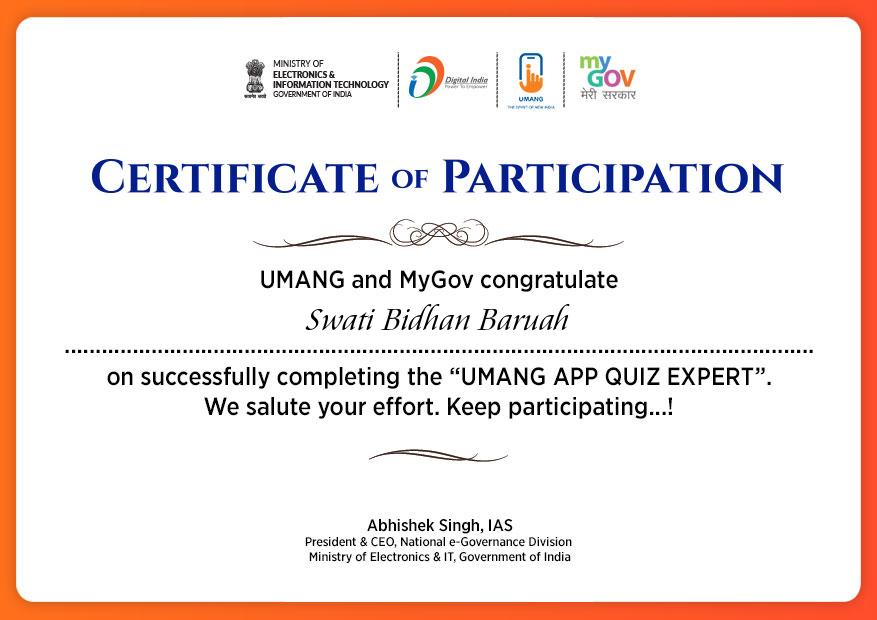 MINISTRY OF
ELECTRONICS &
INFORMATION TECHNOLOGY
GOVERNMENT OF INDIA
सत्यमेव जयते
Digital India
Power To Empower
UMANG
THE SPIRIT OF NEW INDIA
my
GOV
मेरी सरकार
CERTIFICATE OF PARTICIPATION
UMANG and MyGov congratulate
Swati Bidhan Baruah
on successfully completing the “UMANG APP QUIZ EXPERT”.
We salute your effort. Keep participating...!
Abhishek Singh, IAS
President & CEO, National e-Governance Division
Ministry of Electronics & IT, Government of India